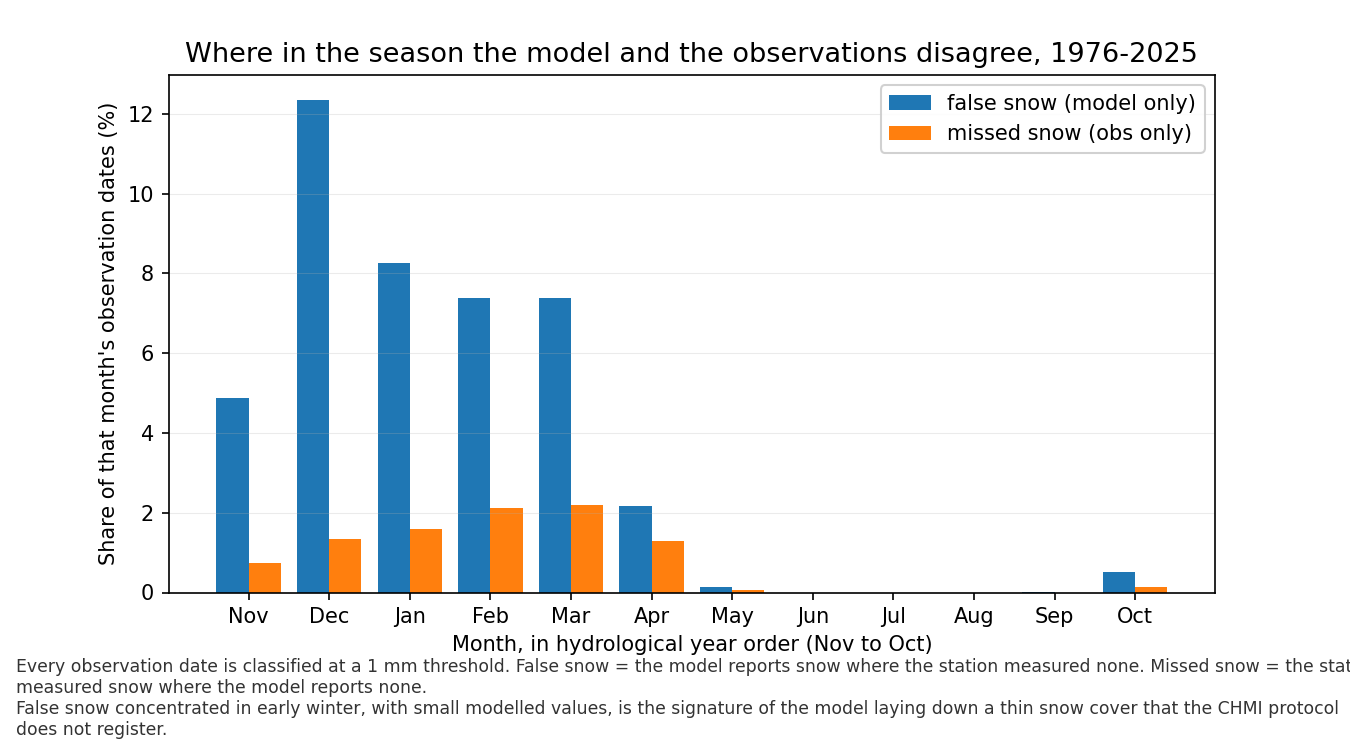 Where in the season the model and the observations disagree, 1976-2025
false snow (model only)
missed snow (obs only)
Share of that month's observation dates (%)
12
10
8
6
4
2
0
Nov Dec Jan Feb Mar Apr May Jun Jul Aug Sep Oct
Month, in hydrological year order (Nov to Oct)
Every observation date is classified at a 1 mm threshold. False snow = the model reports snow where the station measured none. Missed snow = the
measured snow where the model reports none.
False snow concentrated in early winter, with small modelled values, is the signature of the model laying down a thin snow cover that the CHMI protocol
does not register.